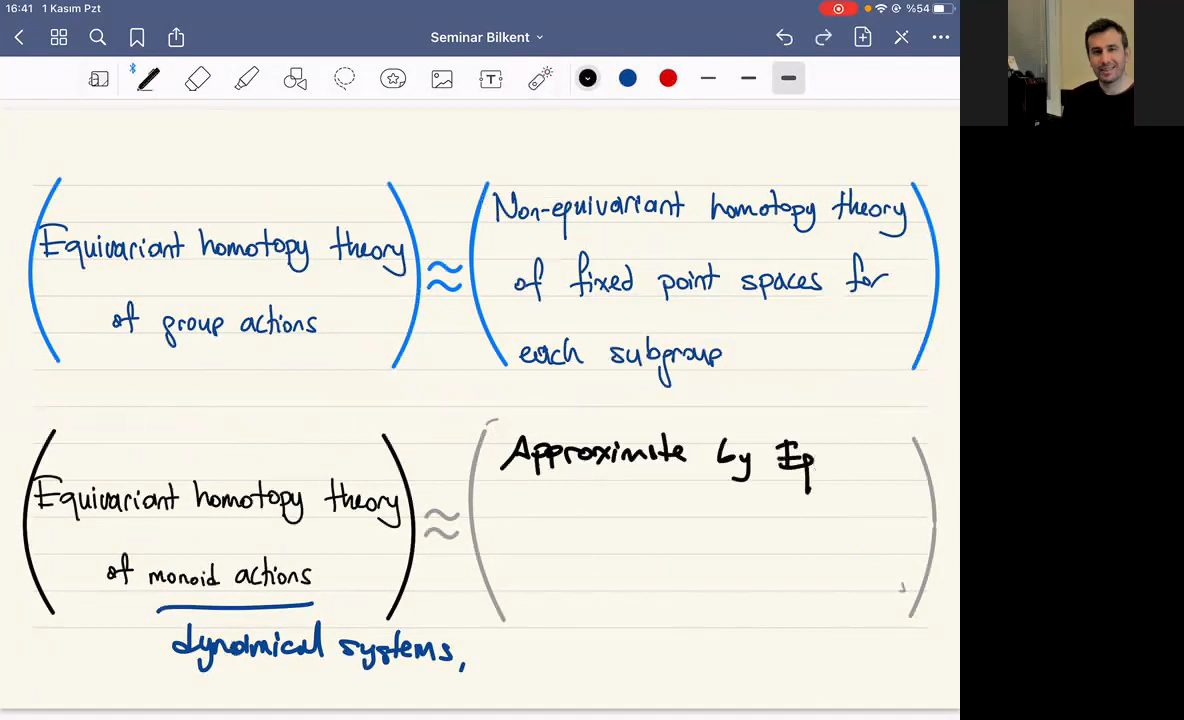 16:41 1 Kasım Pzt
%54
Seminar Bilkent
T
Equivariant homotopy theory
of group actions
≈
Non-equivariant homotopy theory
of fixed point spaces for
each subgroup
Equivariant homotopy theory
of monoid actions
≈
Approximate by Eq
dynamical systems,